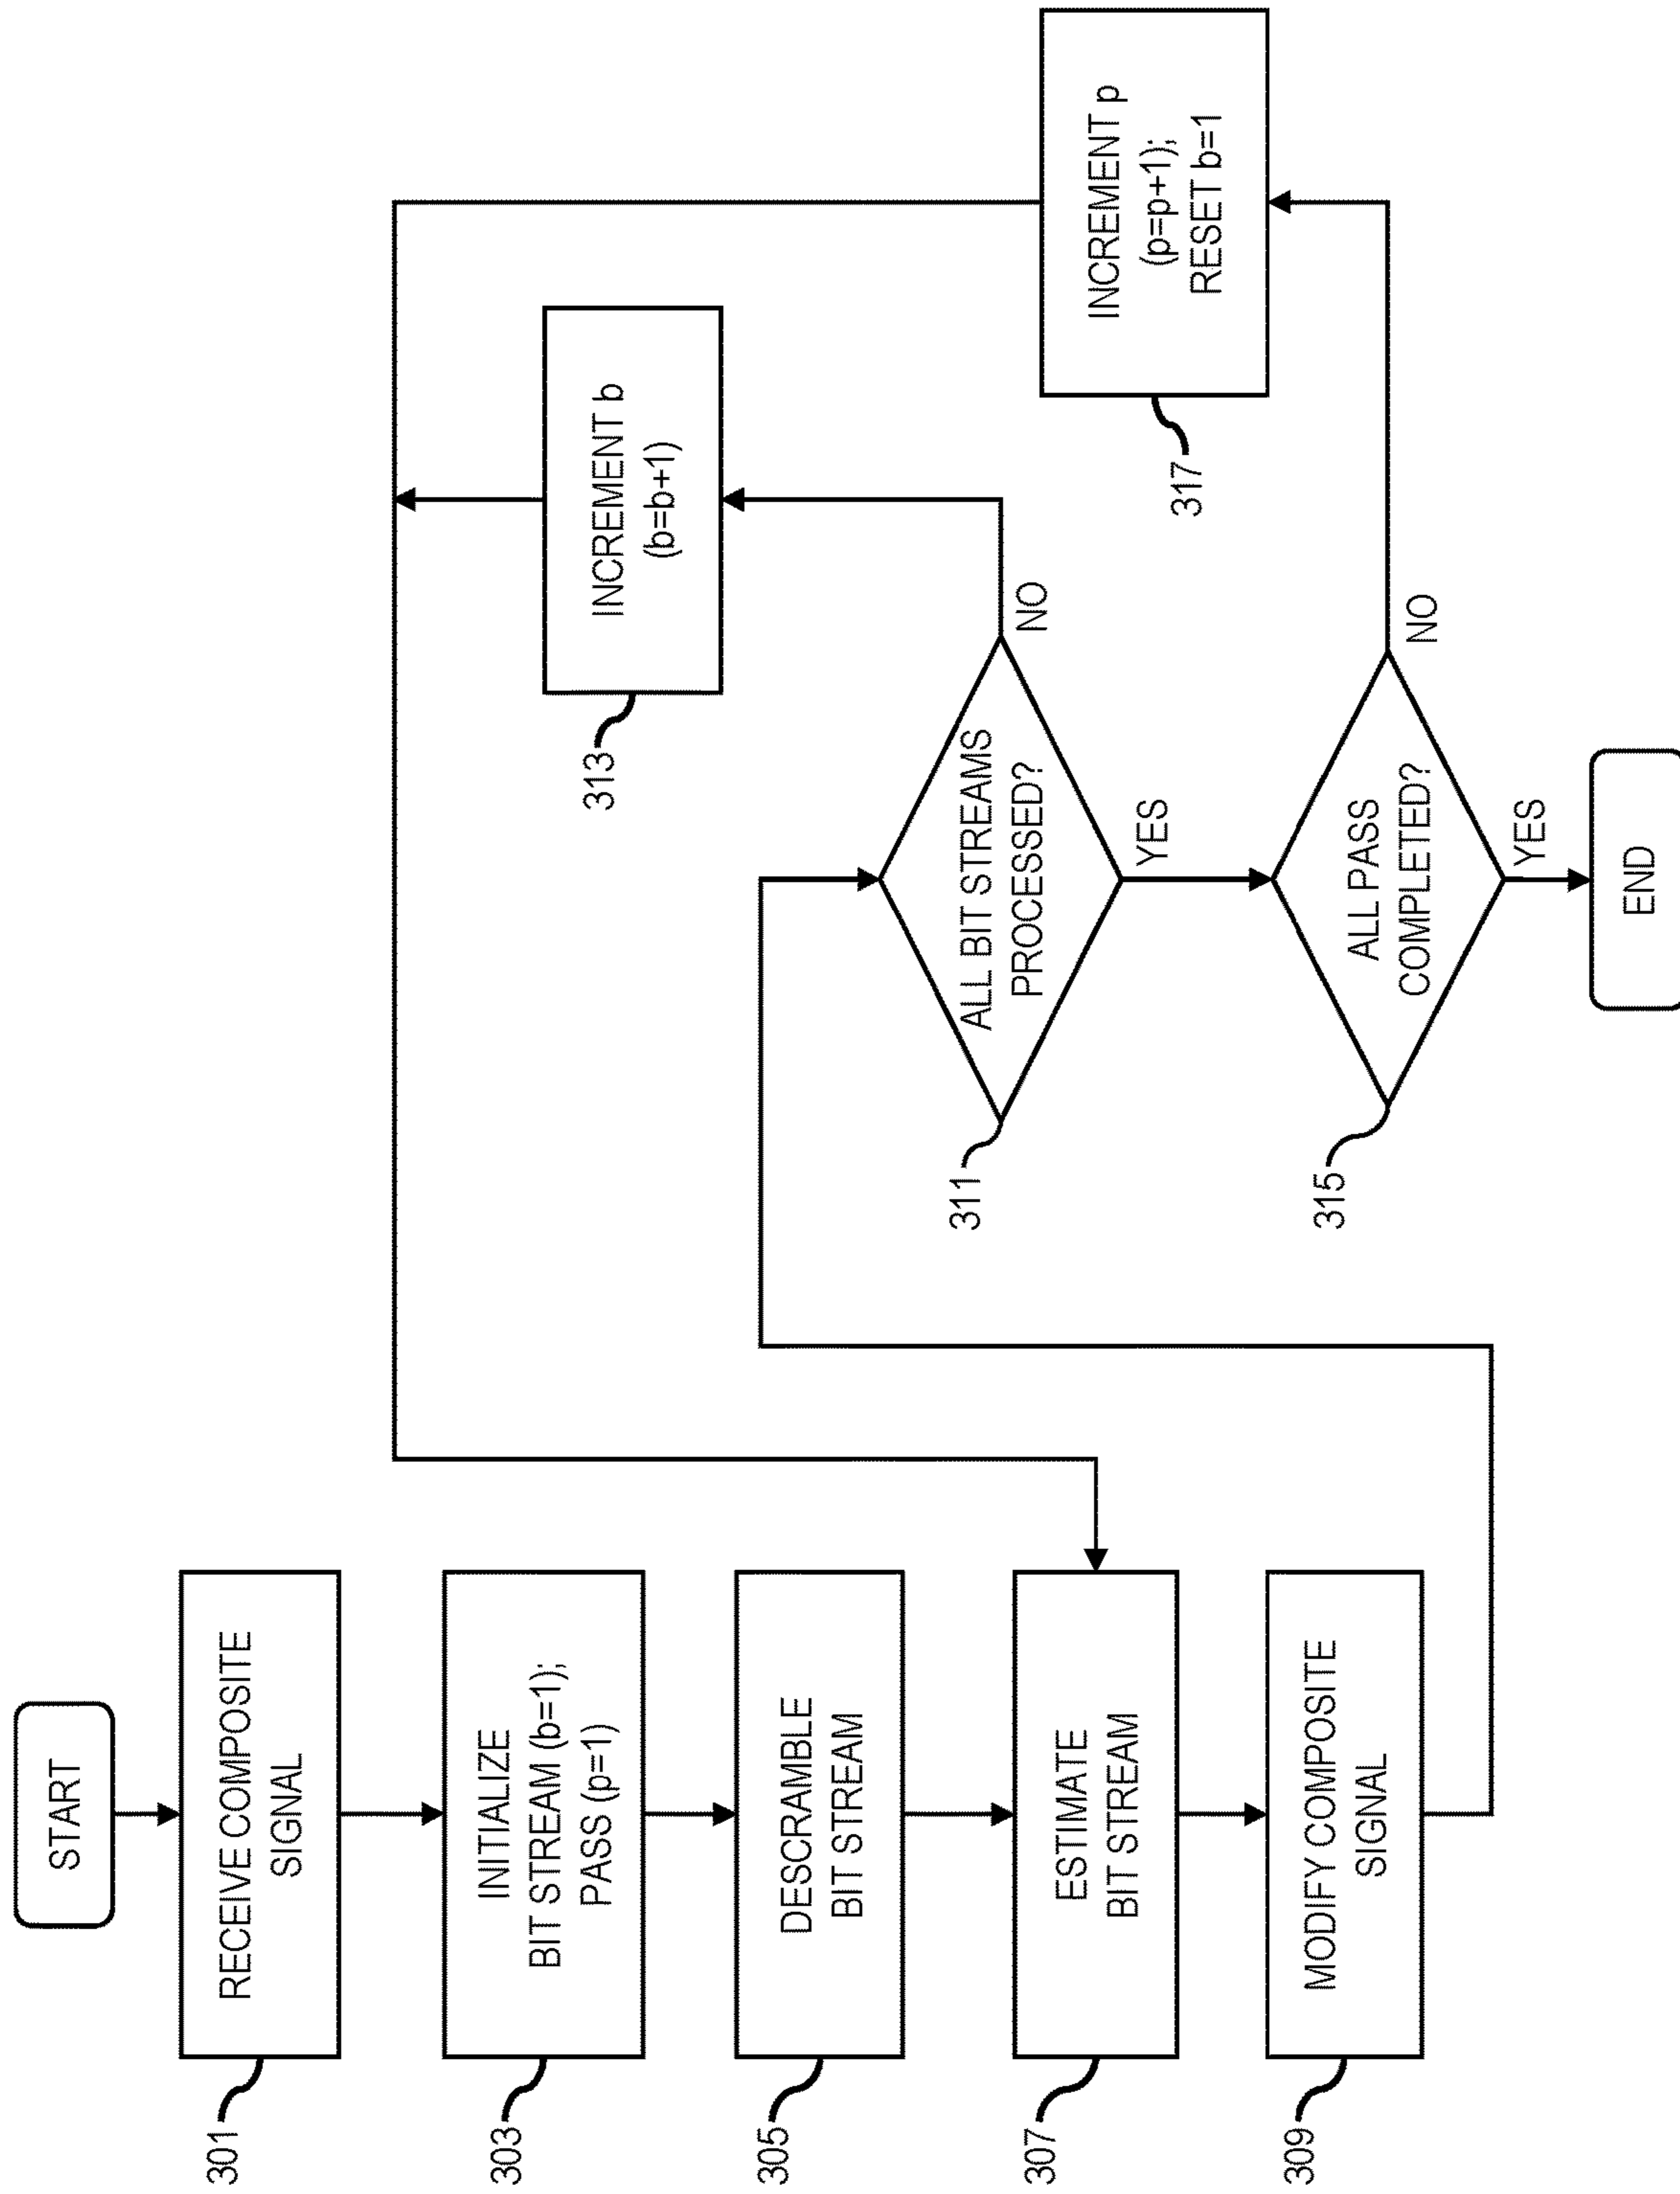 START
RECEIVE COMPOSITE
SIGNAL
301
INITIALIZE
BIT STREAM (b=1);
PASS (p=1)
303
DESCRAMBLE
BIT STREAM
305
ESTIMATE
BIT STREAM
307
MODIFY COMPOSITE
SIGNAL
309
ALL BIT STREAMS
PROCESSED?
311
NO
YES
INCREMENT b
(b=b+1)
313
ALL PASS
COMPLETED?
315
NO
YES
INCREMENT p
(p=p+1);
RESET b=1
317
END